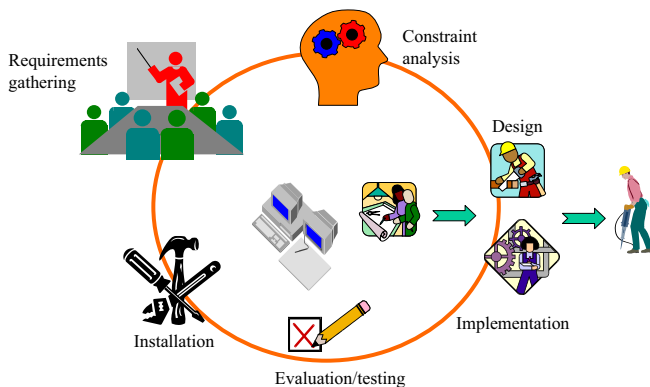 Requirements
gathering
Constraint
analysis
Design
Implementation
Installation
Evaluation/testing